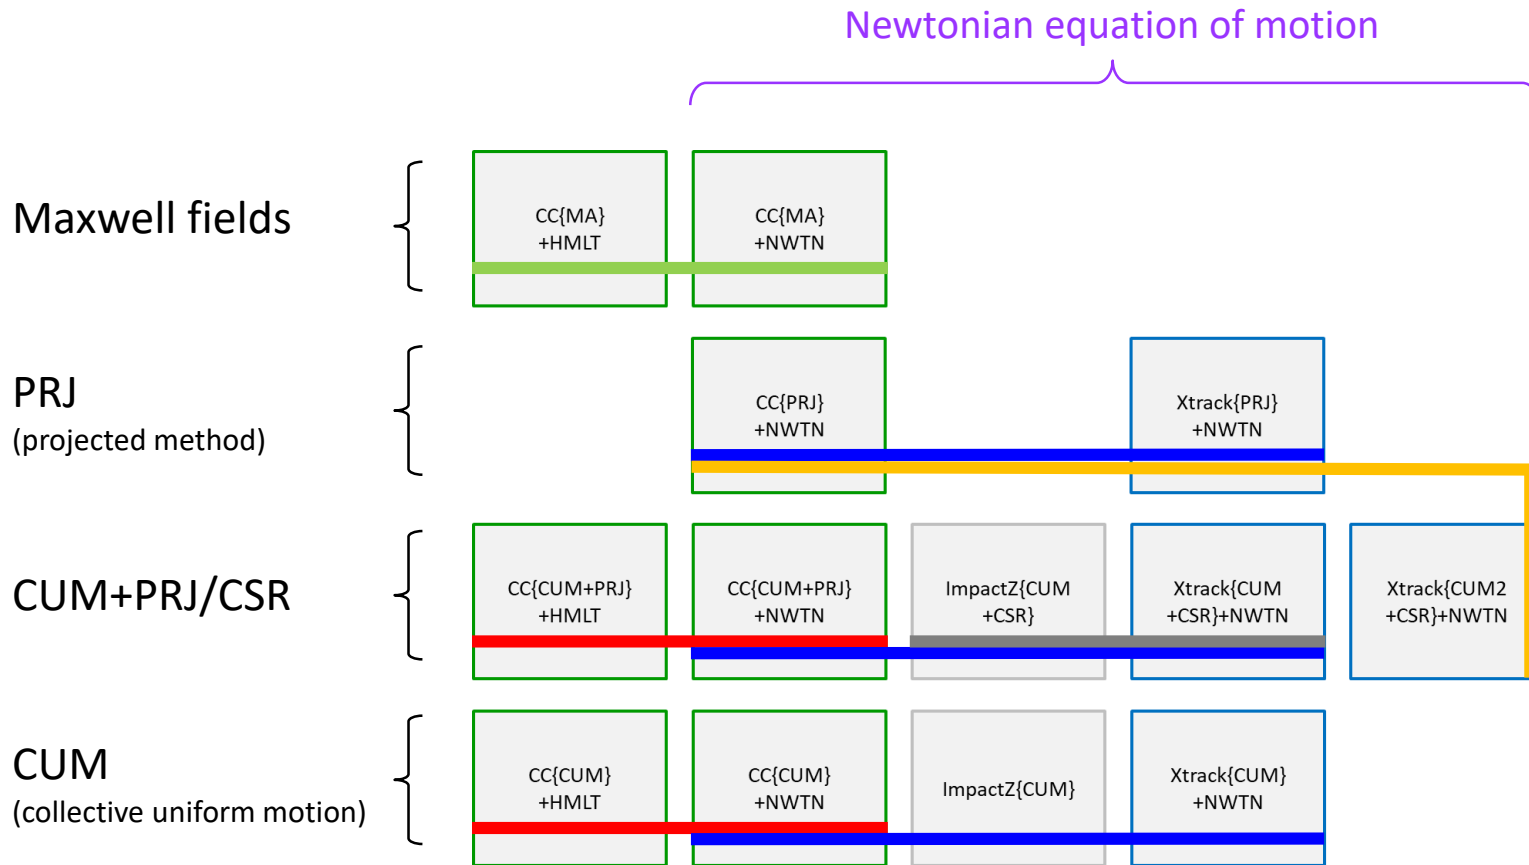 Newtonian equation of motion
Maxwell fields
CC{MA}
+HMLT
CC{MA}
+NWTN
PRJ
(projected method)
CC{PRJ}
+NWTN
Xtrack{PRJ}
+NWTN
CUM+PRJ/CSR
CC{CUM+PRJ}
+HMLT
CC{CUM+PRJ}
+NWTN
ImpactZ{CUM
+CSR}
Xtrack{CUM
+CSR}+NWTN
Xtrack{CUM2
+CSR}+NWTN
CUM
(collective uniform motion)
CC{CUM}
+HMLT
CC{CUM}
+NWTN
ImpactZ{CUM}
Xtrack{CUM}
+NWTN